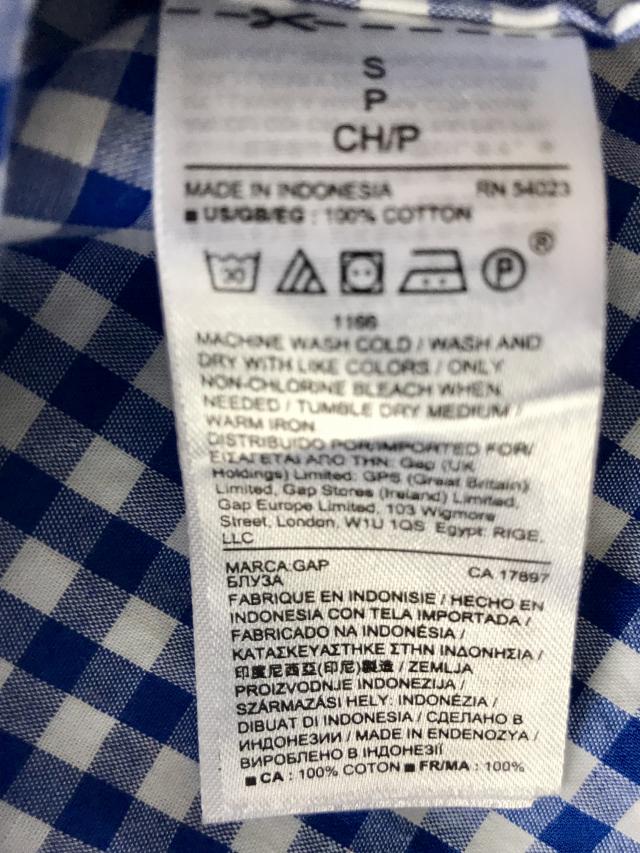 S
P
CH/P
MADE IN INDONESIA RN 54023
■ US/GB/EG : 100% COTTON
30 P ®
1166
MACHINE WASH COLD / WASH AND
DRY WITH LIKE COLORS / ONLY
NON-CHLORINE BLEACH WHEN
NEEDED / TUMBLE DRY MEDIUM /
WARM IRON
DISTRIBUIDO POR/IMPORTED FOR/
ΕΙΣΑΓΕΤΑΙ ΑΠΟ ΤΗΝ: Gap (UK
Holdings) Limited: GPS (Great Britain)
Limited, Gap Stores (Ireland) Limited,
Gap Europe Limited, 103 Wigmore
Street, London, W1U 1QS Egypt: RIGE,
LLC
MARCA:GAP CA 17897
БЛУЗА
FABRIQUE EN INDONISIE / HECHO EN
INDONESIA CON TELA IMPORTADA /
FABRICADO NA INDONÉSIA /
ΚΑΤΑΣΚΕΥΑΣΤΗΚΕ ΣΤΗΝ ΙΝΔΟΝΗΣΙΑ /
印度尼西亞(印尼)製造 / ZEMLJA
PROIZVODNJE INDONEZIJA /
SZÁRMAZÁSI HELY: INDONÉZIA /
DIBUAT DI INDONESIA / СДЕЛАНО В
ИНДОНЕЗИИ / MADE IN ENDENOZYA /
ВИРОБЛЕНО В ІНДОНЕЗІЇ
■ CA : 100% COTON ■ FR/MA : 100%